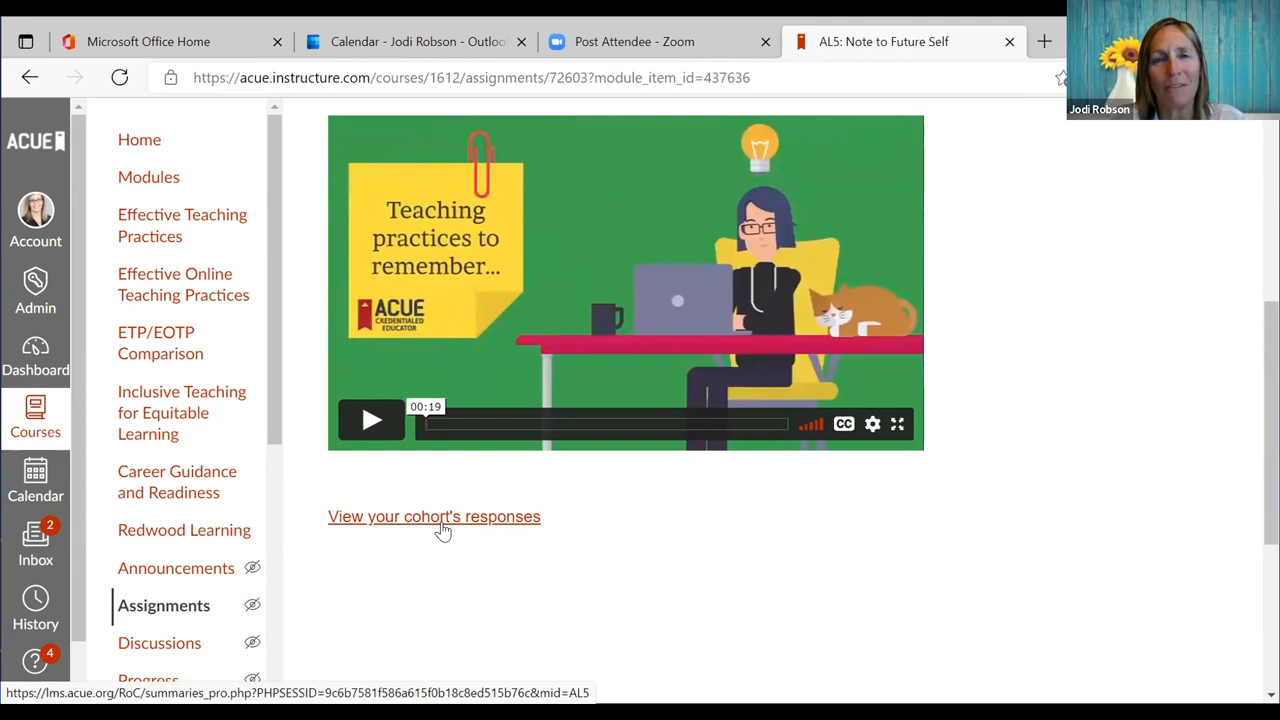 Microsoft Office Home
Calendar - Jodi Robson - Outloo
Post Attendee - Zoom
AL5: Note to Future Self
https://acue.instructure.com/courses/1612/assignments/72603?module_item_id=437636
Jodi Robson
ACUE
Account
Admin
Dashboard
Courses
Calendar
2
Inbox
History
4
Home
Modules
Effective Teaching
Practices
Effective Online
Teaching Practices
ETP/EOTP
Comparison
Inclusive Teaching
for Equitable
Learning
Career Guidance
and Readiness
Redwood Learning
Announcements
Assignments
Discussions
Progress
Teaching
practices to
remember...
ACUE
CREDENTIALED
EDUCATOR
00:19
CC
View your cohort's responses
https://lms.acue.org/RoC/summaries_pro.php?PHPSESSID=9c6b7581f586a615f0b18c8ed515b76c&mid=AL5